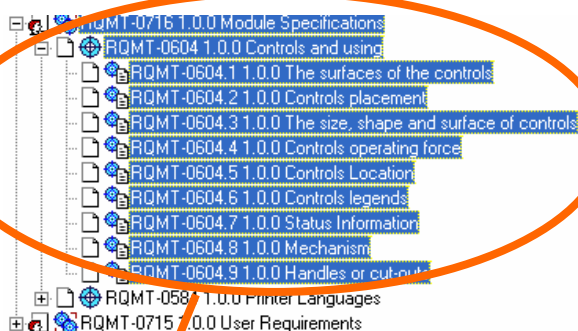 RQMT-0716 1.0.0 Module Specifications
RQMT-0604 1.0.0 Controls and using
RQMT-0604.1 1.0.0 The surfaces of the controls
RQMT-0604.2 1.0.0 Controls placement
RQMT-0604.3 1.0.0 The size, shape and surface of controls
RQMT-0604.4 1.0.0 Controls operating force
RQMT-0604.5 1.0.0 Controls Location
RQMT-0604.6 1.0.0 Controls legends
RQMT-0604.7 1.0.0 Status Information
RQMT-0604.8 1.0.0 Mechanism
RQMT-0604.9 1.0.0 Handles or cut-outs
RQMT-0584 1.0.0 Printer Languages
RQMT-0715 1.0.0 User Requirements